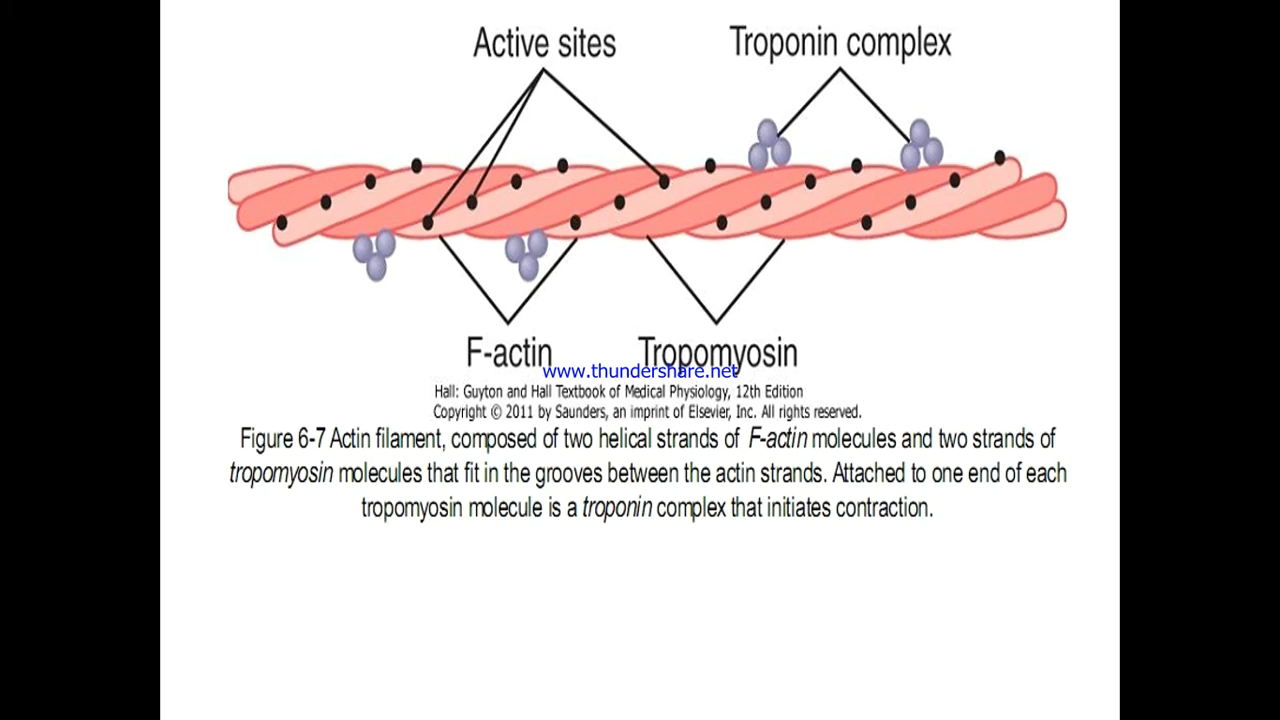 Active sites
Troponin complex
F-actin
Tropomyosin
www.thundershare.net
Hall: Guyton and Hall Textbook of Medical Physiology, 12th Edition
Copyright © 2011 by Saunders, an imprint of Elsevier, Inc. All rights reserved.
Figure 6-7 Actin filament, composed of two helical strands of F-actin molecules and two strands of
tropomyosin molecules that fit in the grooves between the actin strands. Attached to one end of each
tropomyosin molecule is a troponin complex that initiates contraction.